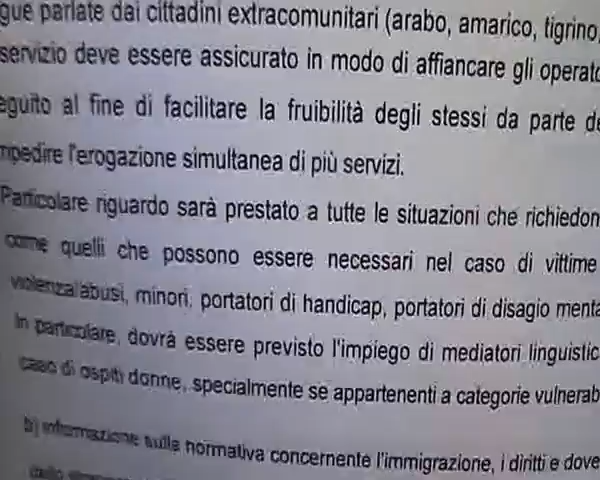 gue parlate dai cittadini extracomunitari (arabo, amarico, tigrino,
servizio deve essere assicurato in modo di affiancare gli operato
eguito al fine di facilitare la fruibilità degli stessi da parte de
mpedire l'erogazione simultanea di più servizi.
Particolare riguardo sarà prestato a tutte le situazioni che richiedon
come quelli che possono essere necessari nel caso di vittime
violenza/abusi, minori, portatori di handicap, portatori di disagio menta
In particolare, dovrà essere previsto l'impiego di mediatori linguistic
caso di ospiti donne, specialmente se appartenenti a categorie vulnerab
b) informazione sulla normativa concernente l'immigrazione, i diritti e dove